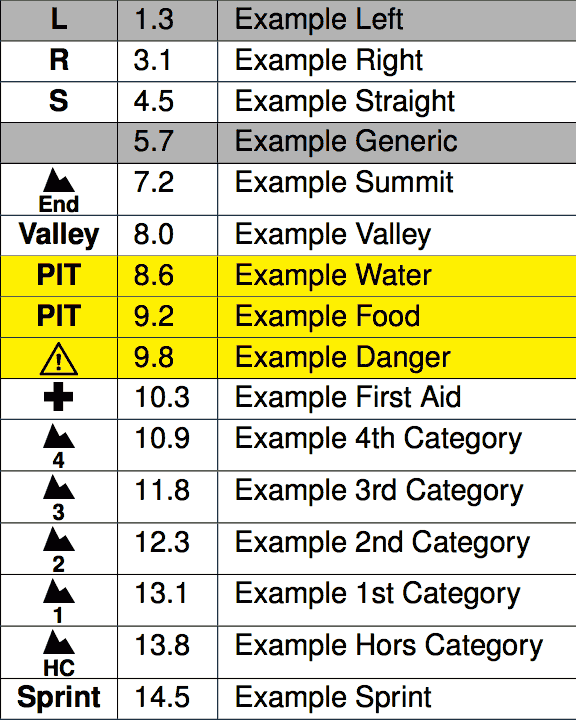 L 1.3 Example Left
R 3.1 Example Right
S 4.5 Example Straight
5.7 Example Generic
End 7.2 Example Summit
Valley 8.0 Example Valley
PIT 8.6 Example Water
PIT 9.2 Example Food
! 9.8 Example Danger
10.3 Example First Aid
4 10.9 Example 4th Category
3 11.8 Example 3rd Category
2 12.3 Example 2nd Category
1 13.1 Example 1st Category
HC 13.8 Example Hors Category
Sprint 14.5 Example Sprint